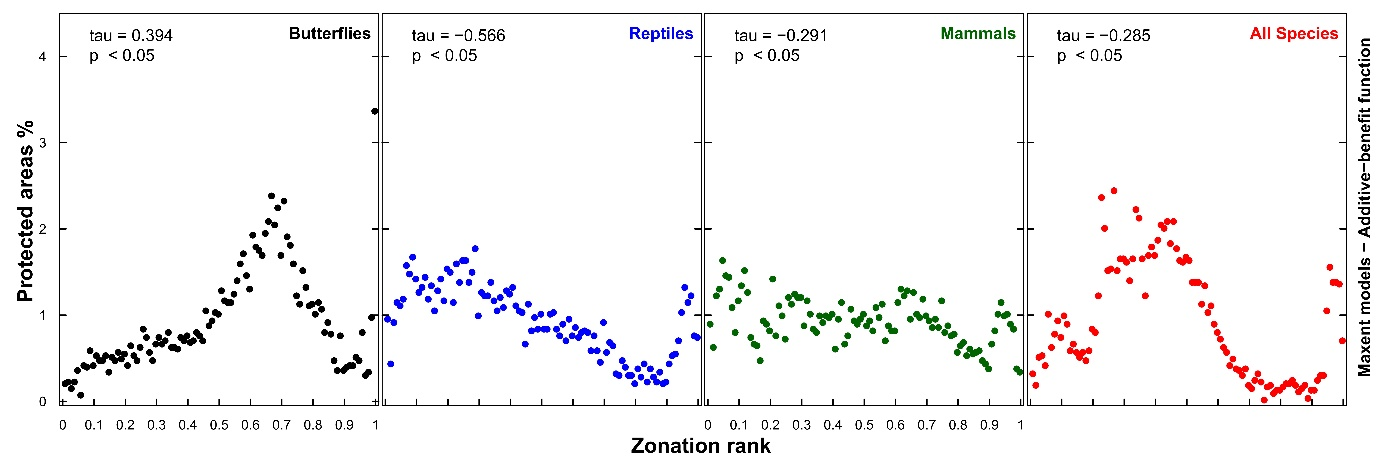 tau = 0.394
p < 0.05
Butterflies
tau = −0.566
p < 0.05
Reptiles
tau = −0.291
p < 0.05
Mammals
tau = −0.285
p < 0.05
All Species
Protected areas %
4
3
2
1
0
0 0.1 0.2 0.3 0.4 0.5 0.6 0.7 0.8 0.9 1
0 0.1 0.2 0.3 0.4 0.5 0.6 0.7 0.8 0.9 1
Zonation rank
Maxent models − Additive−benefit function